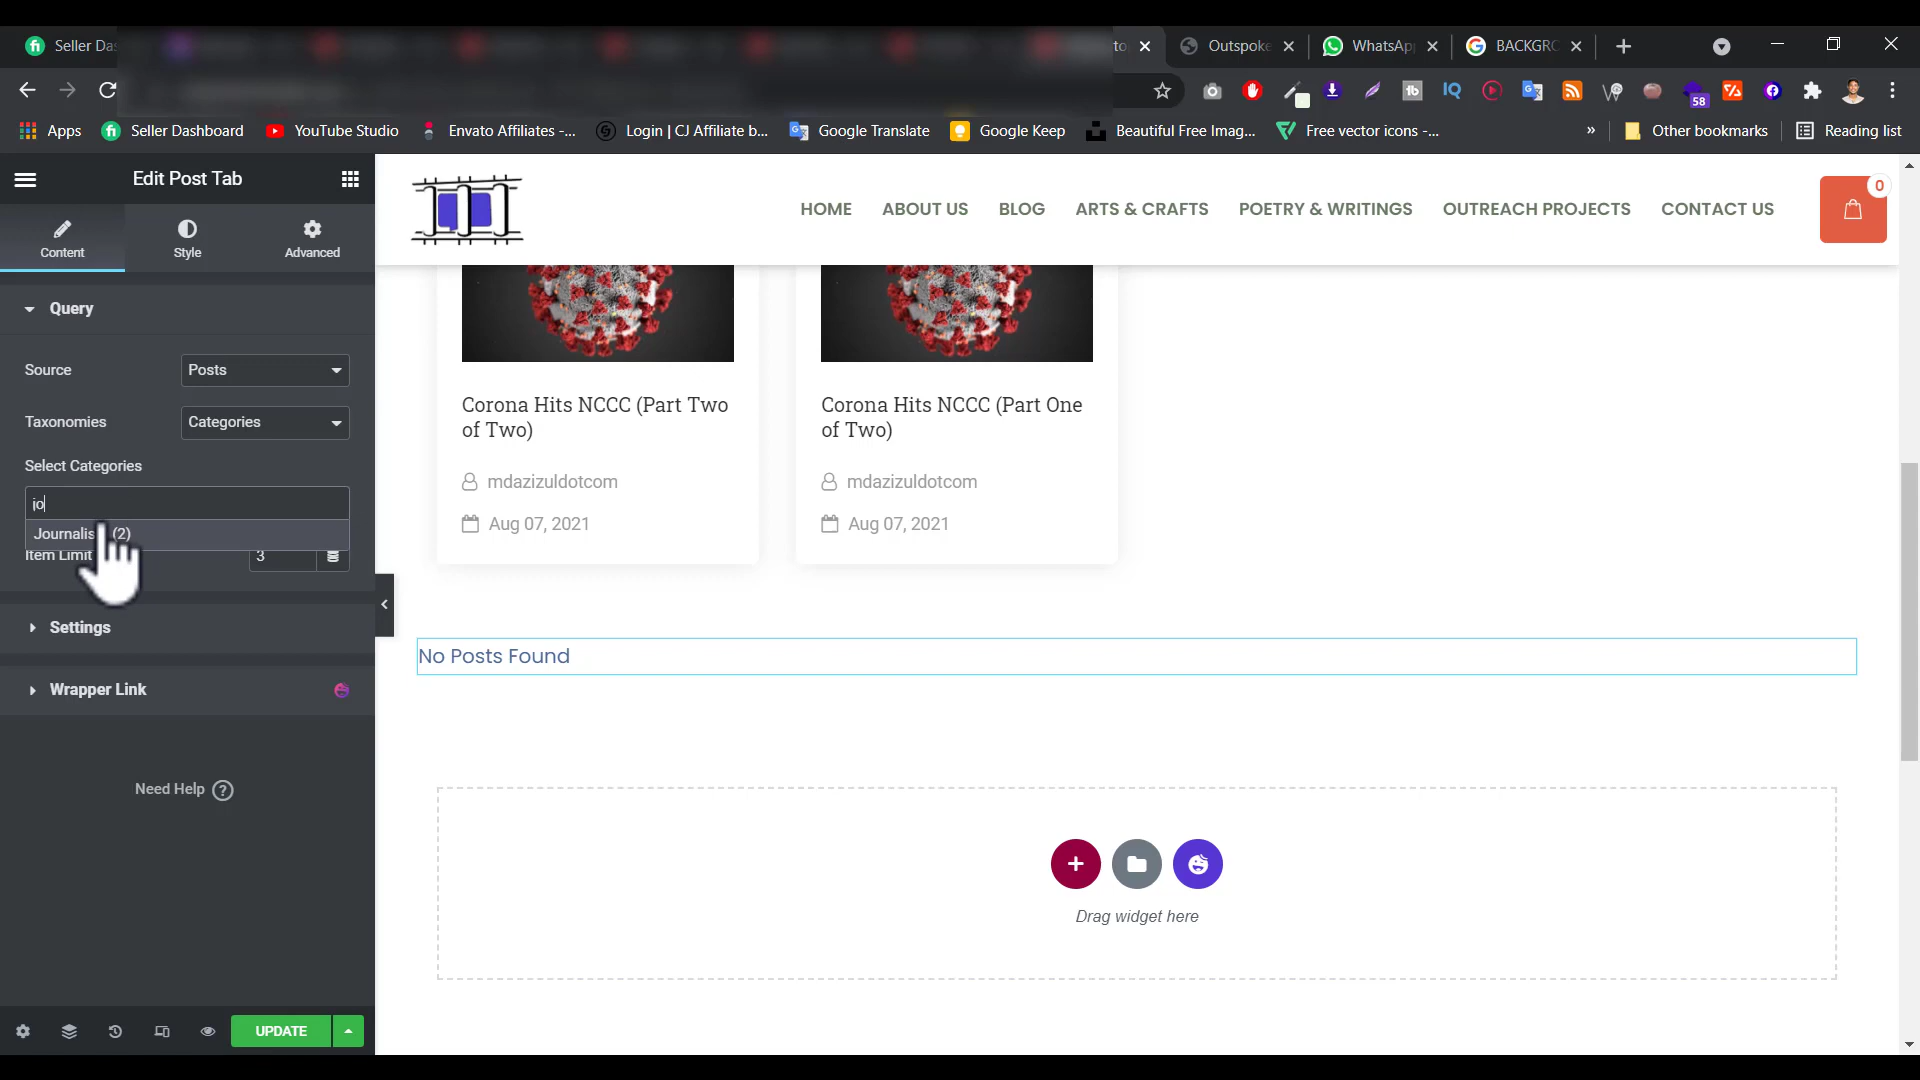 Seller Da
to
Outspoke
WhatsAp
BACKGRC
58
Apps
Seller Dashboard
YouTube Studio
Envato Affiliates -...
Login | CJ Affiliate b...
Google Translate
Google Keep
Beautiful Free Imag...
Free vector icons -...
»
Other bookmarks
Reading list
Edit Post Tab
Content
Style
Advanced
HOME
ABOUT US
BLOG
ARTS & CRAFTS
POETRY & WRITINGS
OUTREACH PROJECTS
CONTACT US
0
Query
Source
Posts
Taxonomies
Categories
Select Categories
jo
Journalis (2)
Item Limit
3
Settings
Wrapper Link
Need Help ?
UPDATE
Corona Hits NCCC (Part Two
of Two)
mdazizuldotcom
Aug 07, 2021
Corona Hits NCCC (Part One
of Two)
mdazizuldotcom
Aug 07, 2021
No Posts Found
Drag widget here